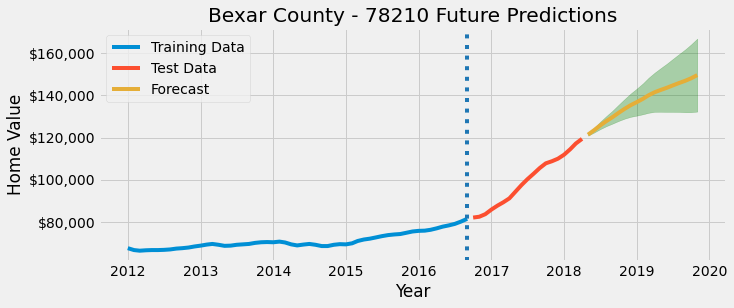 Bexar County - 78210 Future Predictions
Training Data
Test Data
Forecast
Home Value
$160,000
$140,000
$120,000
$100,000
$80,000
2012 2013 2014 2015 2016 2017 2018 2019 2020
Year